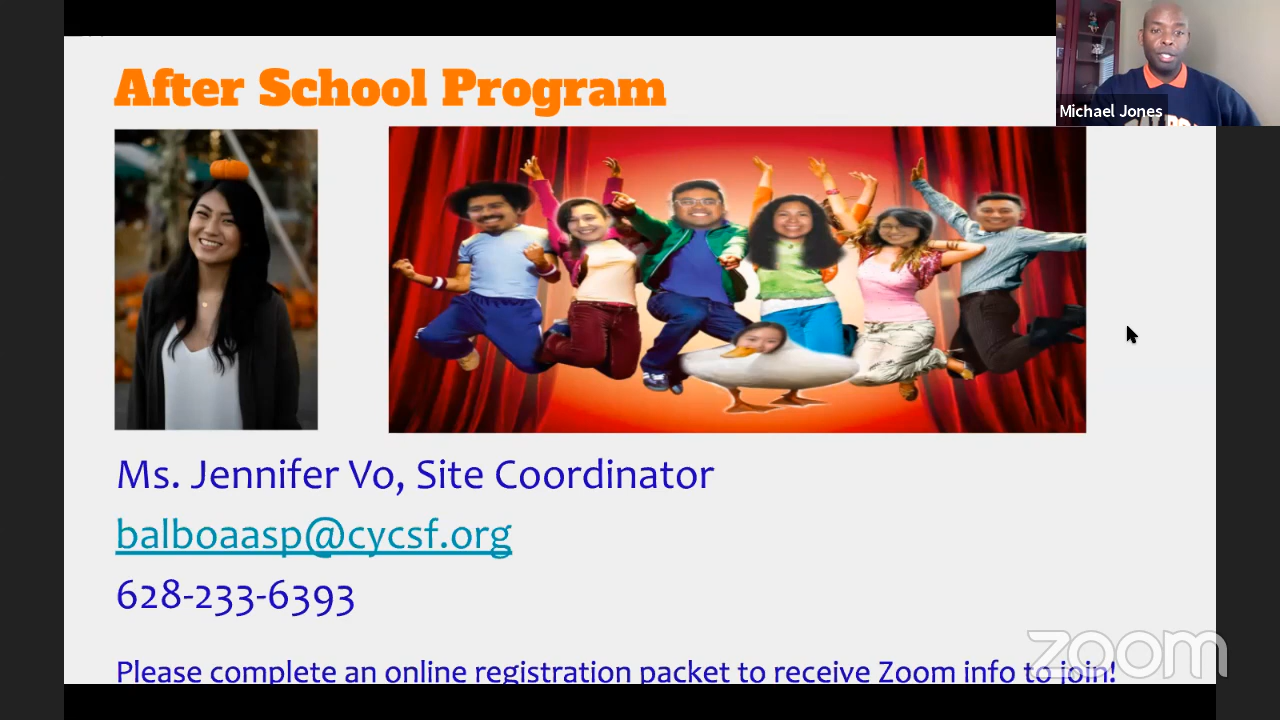 After School Program
Michael Jones
Ms. Jennifer Vo, Site Coordinator
balboaasp@cycsf.org
628-233-6393
Please complete an online registration packet to receive Zoom info to join!
zoom